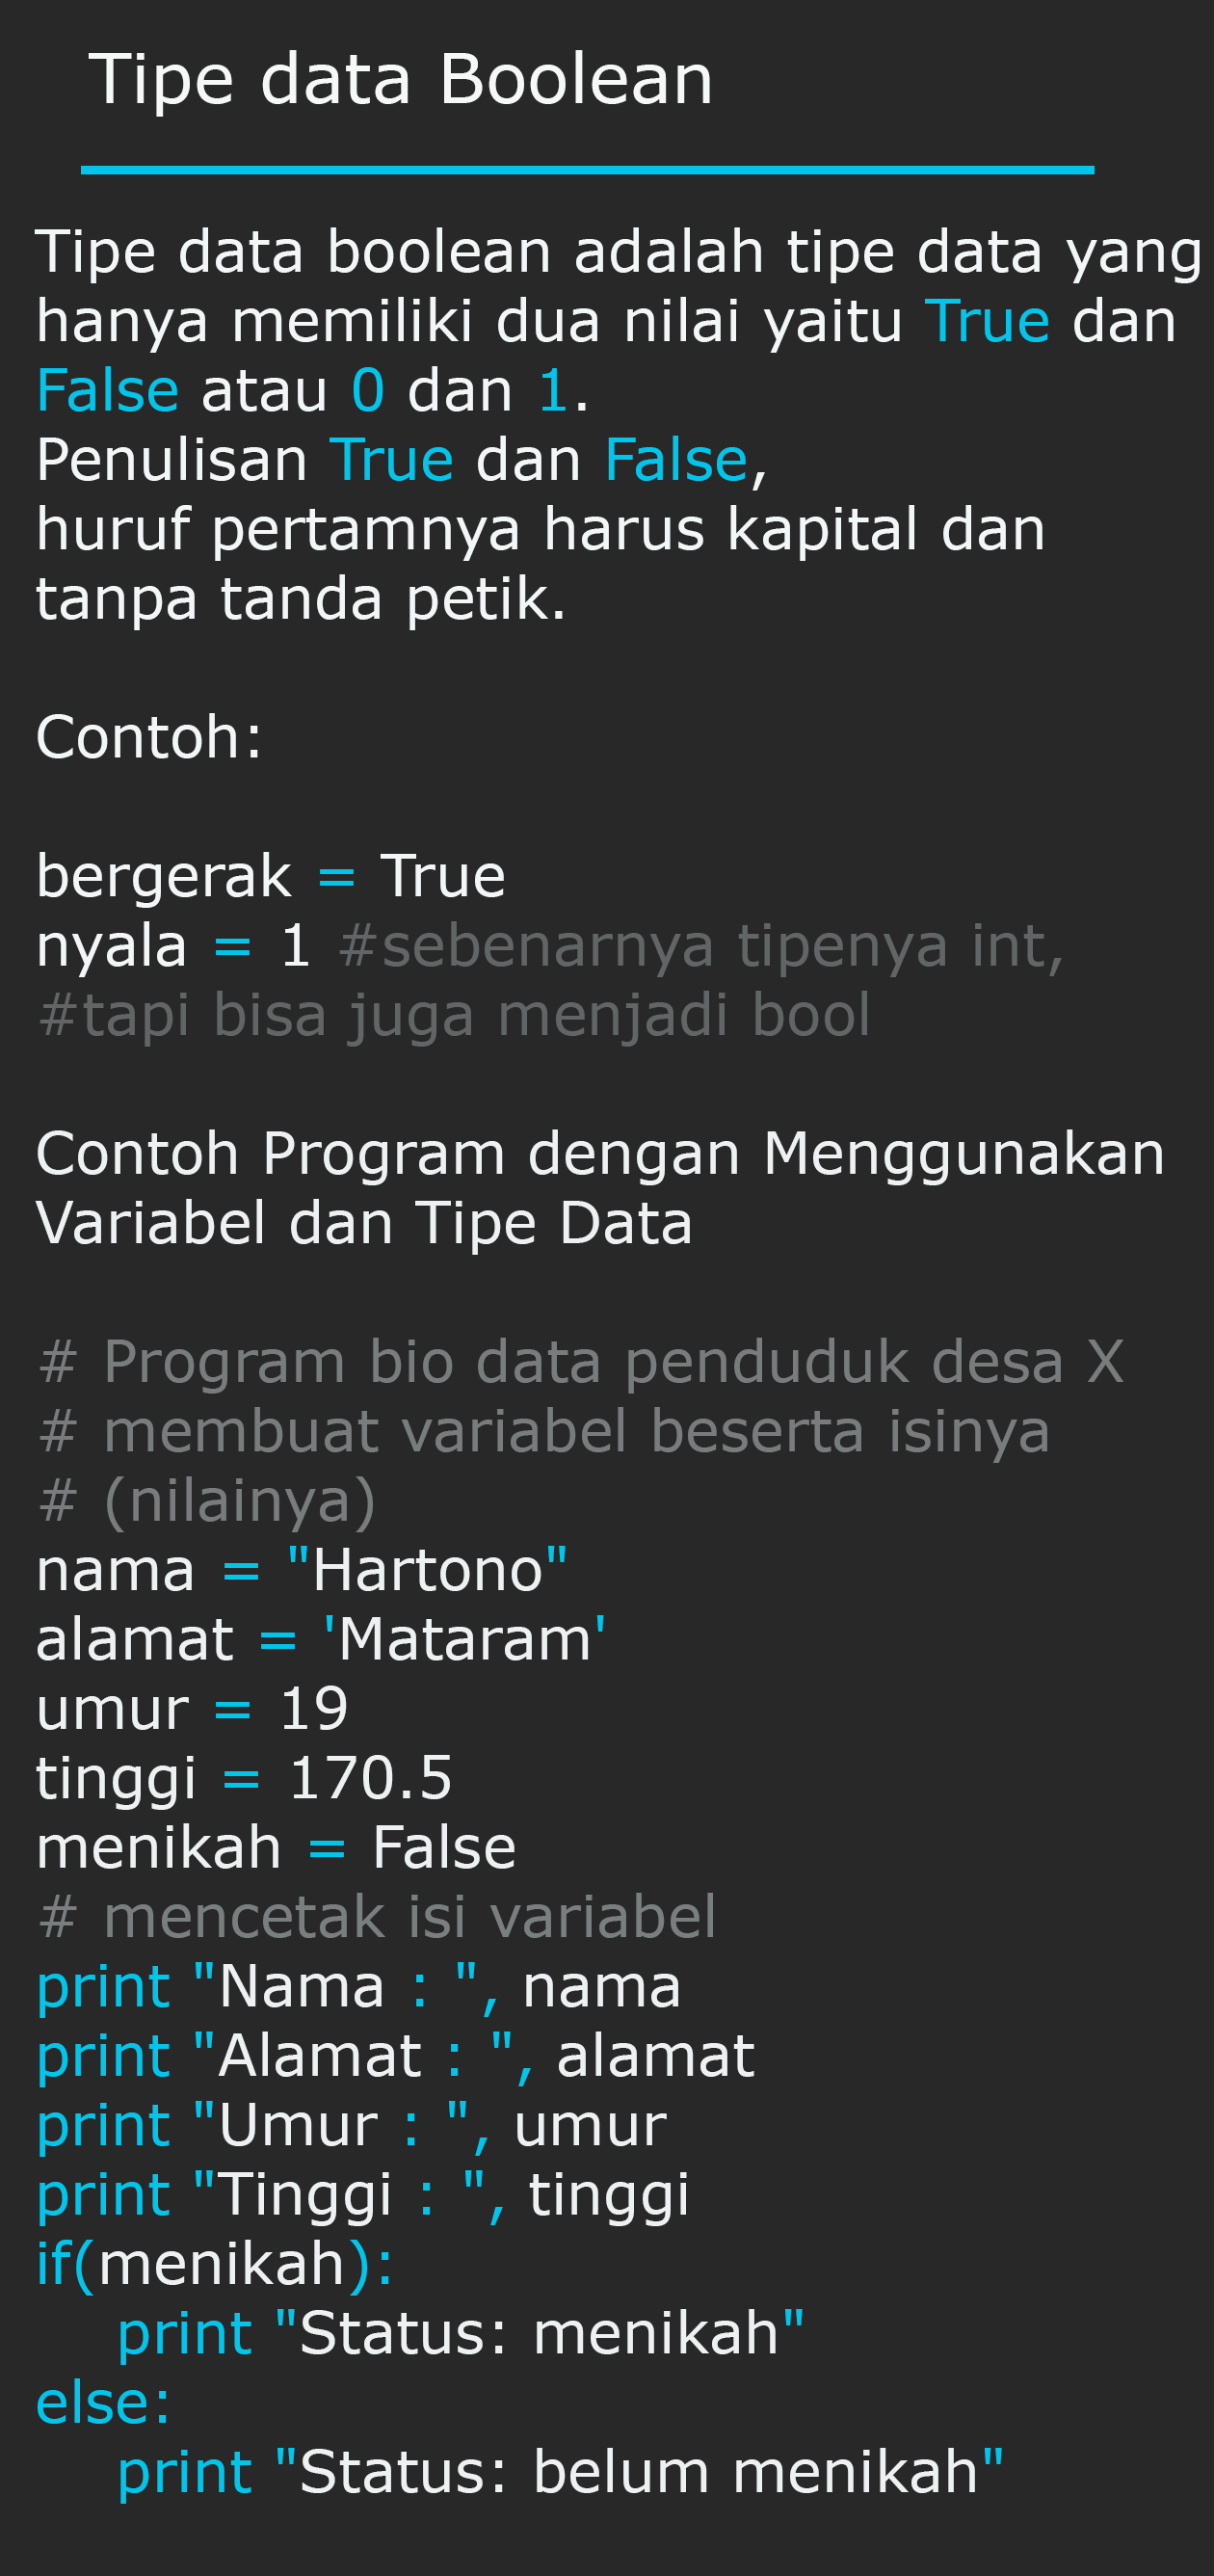 Tipe data Boolean
Tipe data boolean adalah tipe data yang
hanya memiliki dua nilai yaitu True dan
False atau 0 dan 1.
Penulisan True dan False,
huruf pertamnya harus kapital dan
tanpa tanda petik.
Contoh:
bergerak = True
nyala = 1 #sebenarnya tipenya int,
#tapi bisa juga menjadi bool
Contoh Program dengan Menggunakan
Variabel dan Tipe Data
# Program bio data penduduk desa X
# membuat variabel beserta isinya
# (nilainya)
nama = "Hartono"
alamat = 'Mataram'
umur = 19
tinggi = 170.5
menikah = False
# mencetak isi variabel
print "Nama : ", nama
print "Alamat : ", alamat
print "Umur : ", umur
print "Tinggi : ", tinggi
if(menikah):
    print "Status: menikah"
else:
    print "Status: belum menikah"